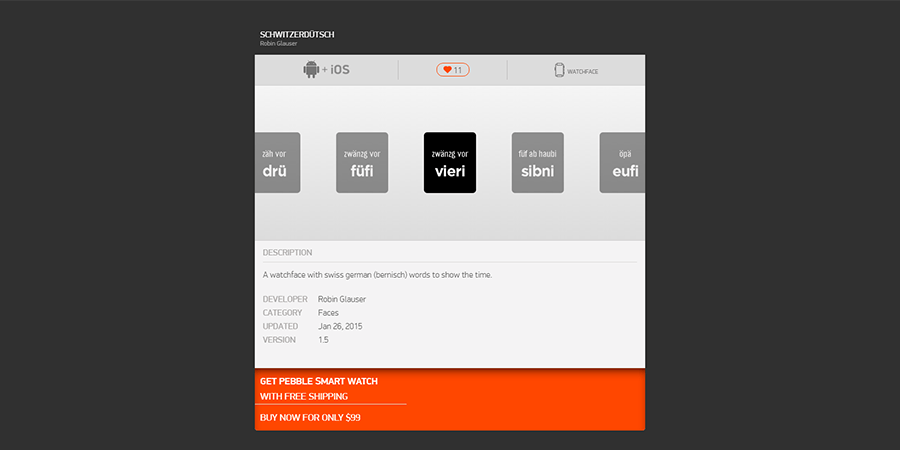 SCHWITZERDÜTSCH
Robin Glauser
+ iOS
11
WATCHFACE
zäh vor
drü
zwänzg vor
füfi
zwänzg vor
vieri
füf ab haubi
sibni
öpä
eufi
DESCRIPTION
A watchface with swiss german (bernisch) words to show the time.
DEVELOPER Robin Glauser
CATEGORY Faces
UPDATED Jan 26, 2015
VERSION 1.5
GET PEBBLE SMART WATCH
WITH FREE SHIPPING
BUY NOW FOR ONLY $99